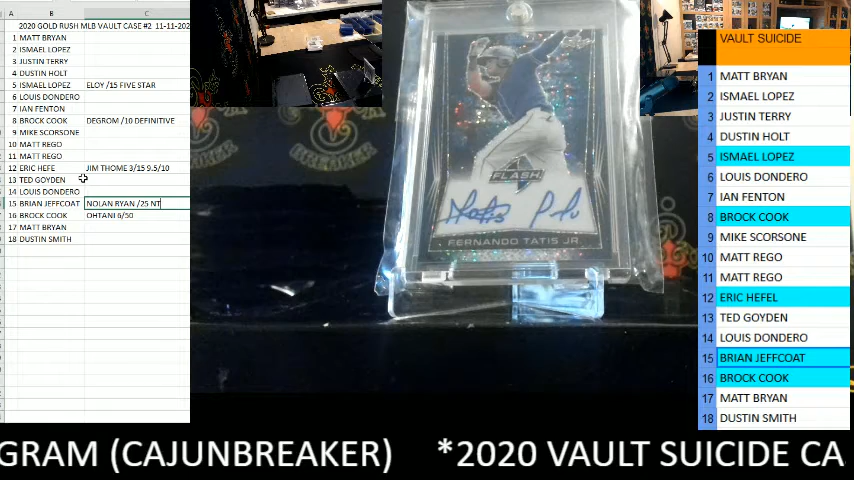 A
B
C
2020 GOLD RUSH MLB VAULT CASE #2 11-11-202
1 MATT BRYAN
2 ISMAEL LOPEZ
3 JUSTIN TERRY
4 DUSTIN HOLT
5 ISMAEL LOPEZ ELOY /15 FIVE STAR
6 LOUIS DONDERO
7 IAN FENTON
8 BROCK COOK DEGROM /10 DEFINITIVE
9 MIKE SCORSONE
10 MATT REGO
11 MATT REGO
12 ERIC HEFE JIM THOME 3/15 9.5/10
13 TED GOYDEN
14 LOUIS DONDERO
15 BRIAN JEFFCOAT NOLAN RYAN /25 NT
16 BROCK COOK OHTANI 6/50
17 MATT BRYAN
18 DUSTIN SMITH
FLASH
FERNANDO TATIS JR.
VAULT SUICIDE
1 MATT BRYAN
2 ISMAEL LOPEZ
3 JUSTIN TERRY
4 DUSTIN HOLT
5 ISMAEL LOPEZ
6 LOUIS DONDERO
7 IAN FENTON
8 BROCK COOK
9 MIKE SCORSONE
10 MATT REGO
11 MATT REGO
12 ERIC HEFEL
13 TED GOYDEN
14 LOUIS DONDERO
15 BRIAN JEFFCOAT
16 BROCK COOK
17 MATT BRYAN
18 DUSTIN SMITH
GRAM (CAJUNBREAKER) *2020 VAULT SUICIDE CA